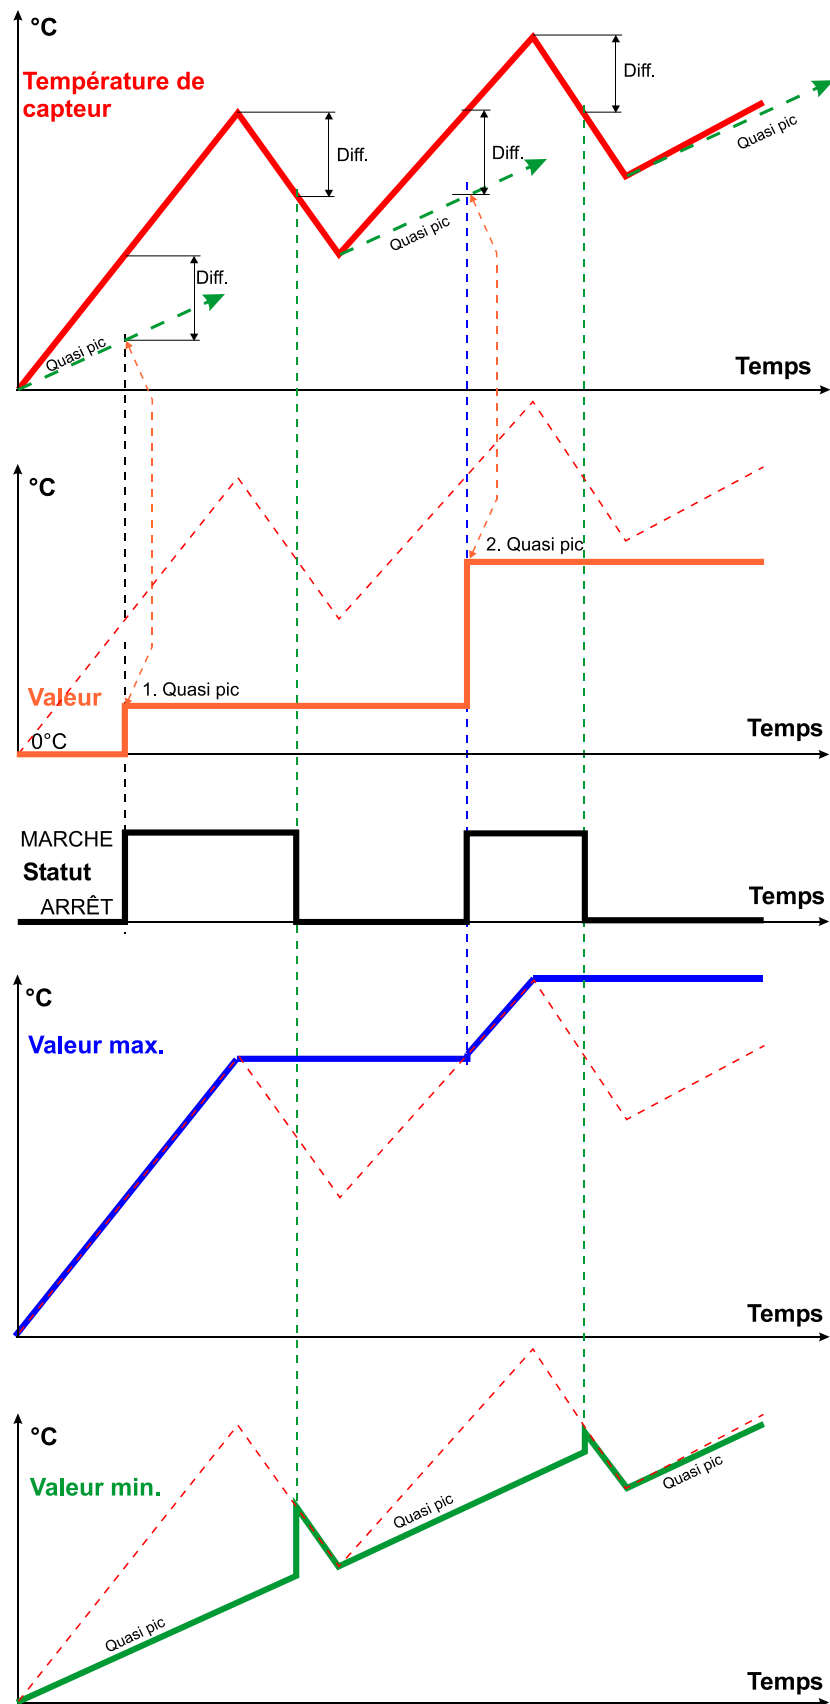 °C
Température de
capteur
Diff.
Diff.
Diff.
Diff.
Quasi pic
Quasi pic
Quasi pic
Temps
°C
2. Quasi pic
1. Quasi pic
Valeur
0°C
Temps
MARCHE
Statut
ARRÊT
Temps
°C
Valeur max.
Temps
°C
Valeur min.
Quasi pic
Quasi pic
Quasi pic
Temps